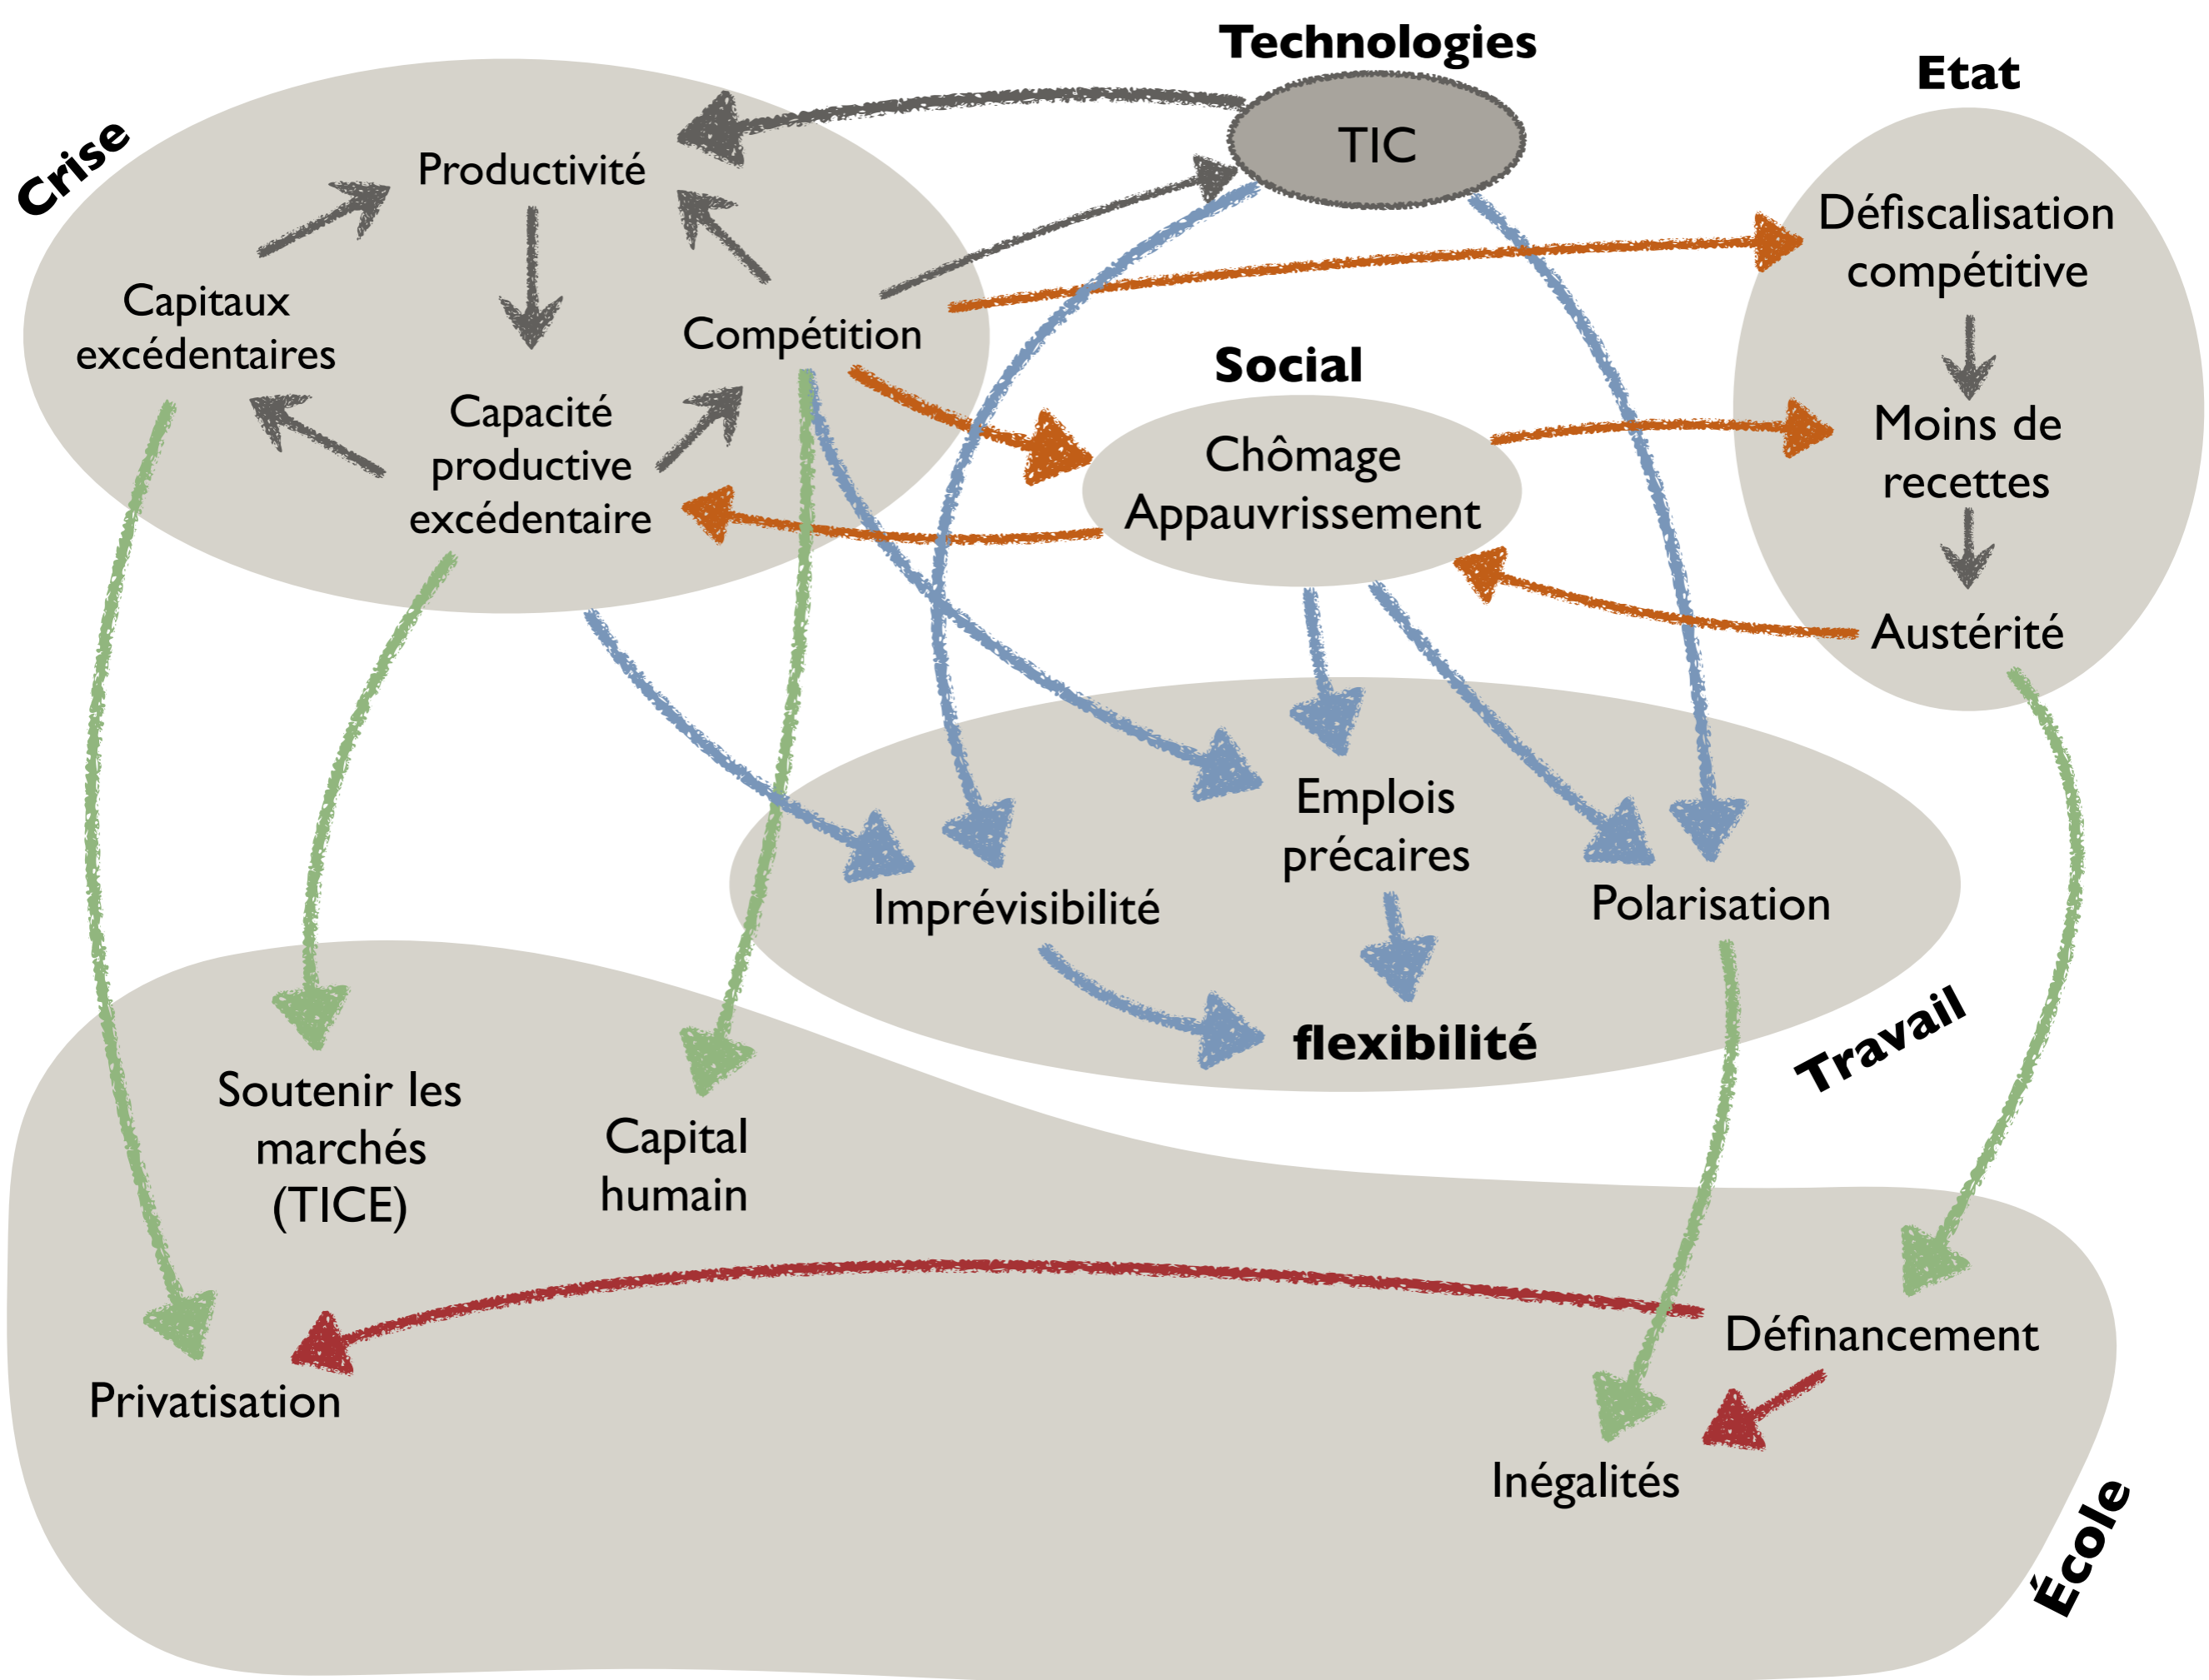 Technologies
TIC
Etat
Crise
Productivité
Défiscalisation
compétitive
Capitaux
excédentaires
Compétition
Social
Capacité
productive
excédentaire
Chômage
Appauvrissement
Moins de
recettes
Austérité
Emplois
précaires
Imprévisibilité
Polarisation
flexibilité
Travail
Soutenir les
marchés
(TICE)
Capital
humain
Définancement
Privatisation
Inégalités
École